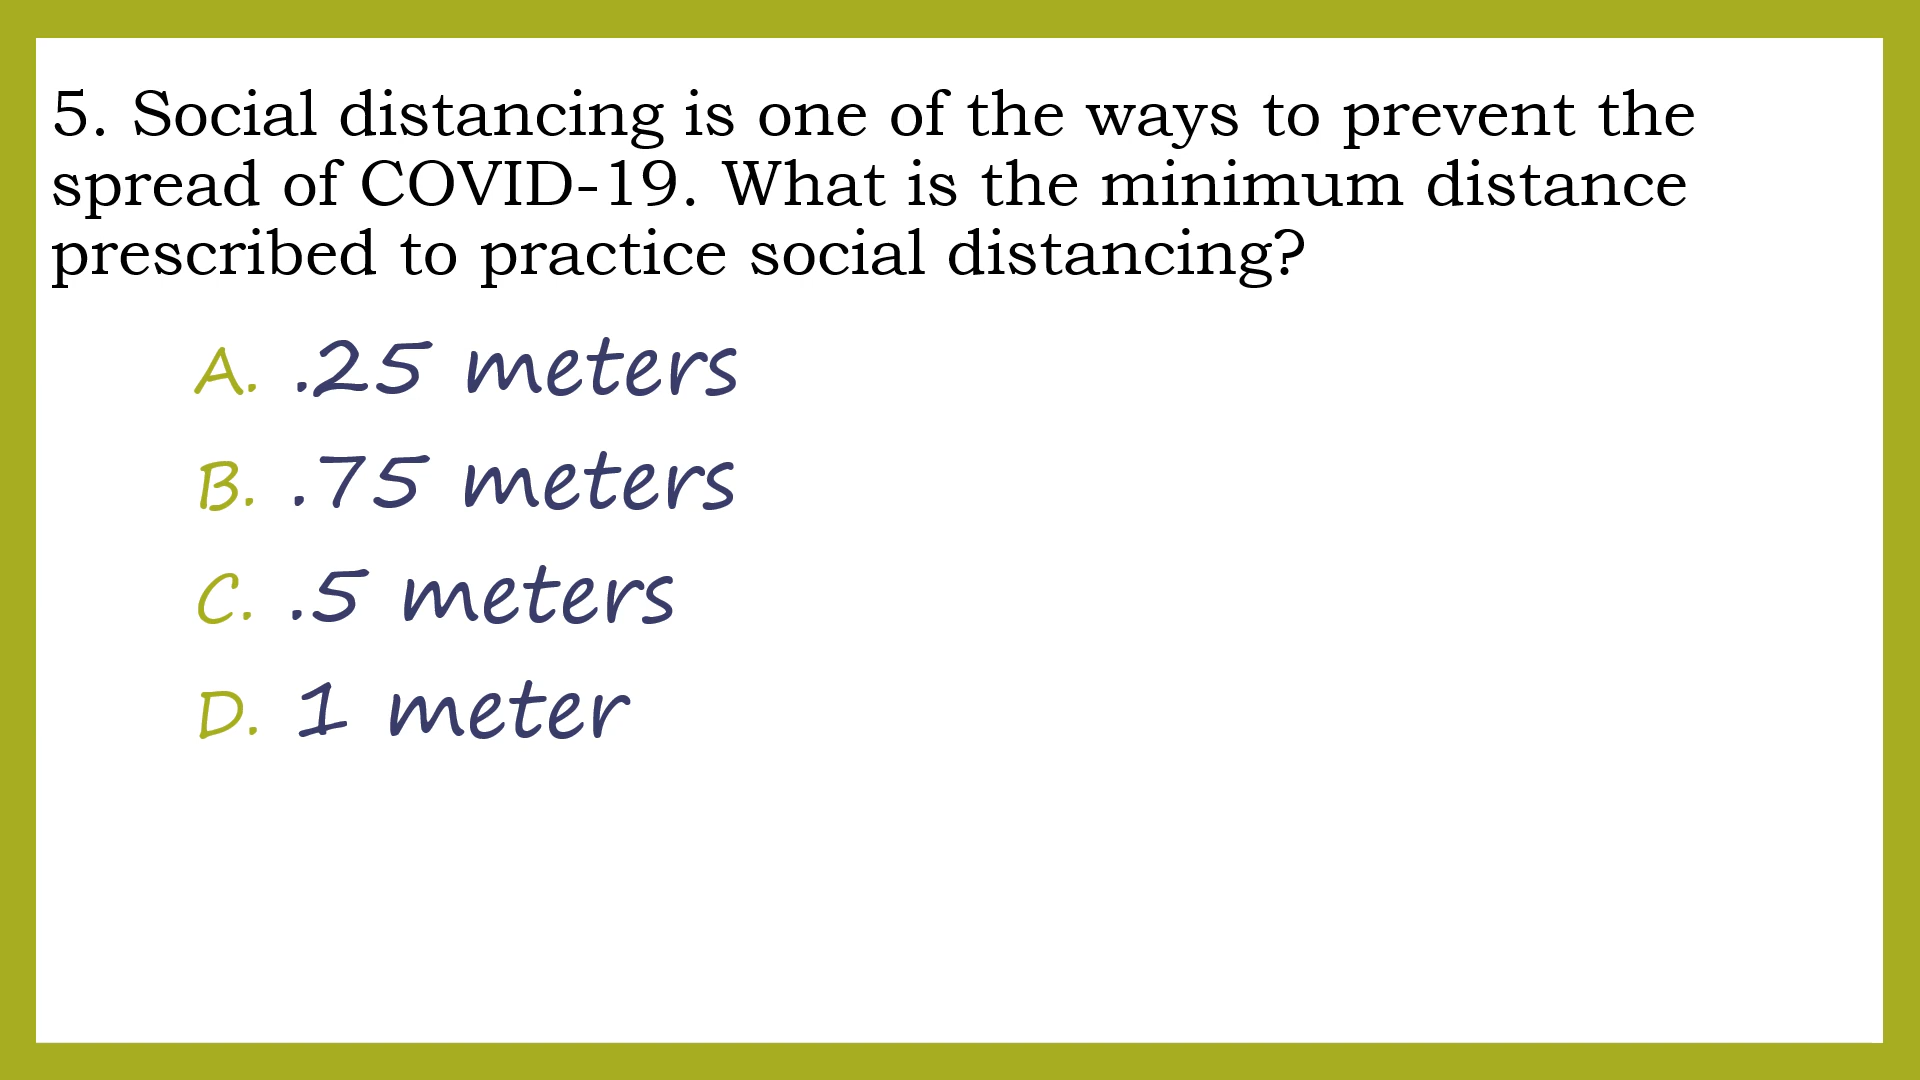 5. Social distancing is one of the ways to prevent the
spread of COVID-19. What is the minimum distance
prescribed to practice social distancing?
A. .25 meters
B. .75 meters
C. .5 meters
D. 1 meter